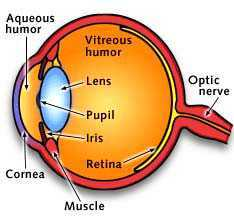 Aqueous
humor
Vitreous
humor
Lens
Optic
nerve
Pupil
Iris
Retina
Cornea
Muscle